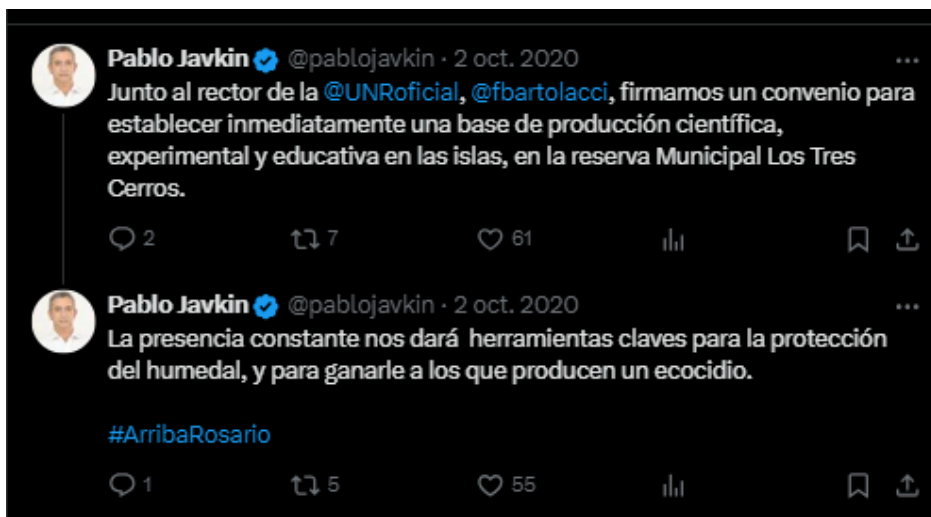 Pablo Javkin @pablojavkin · 2 oct. 2020
Junto al rector de la @UNRoficial, @fbartolacci, firmamos un convenio para
establecer inmediatamente una base de producción científica,
experimental y educativa en las islas, en la reserva Municipal Los Tres
Cerros.
2 7 61
Pablo Javkin @pablojavkin · 2 oct. 2020
La presencia constante nos dará herramientas claves para la protección
del humedal, y para ganarle a los que producen un ecocidio.
#ArribaRosario
1 5 55